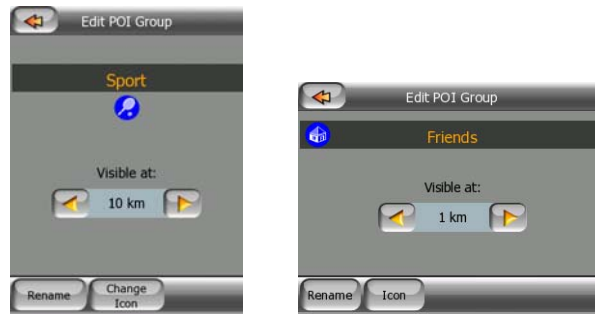 Edit POI Group
Sport
Visible at:
10 km
Rename
Change
Icon
Edit POI Group
Friends
Visible at:
1 km
Rename
Icon